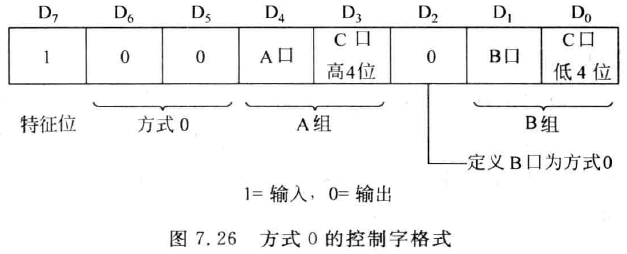 D₇ D₆ D₅ D₄ D₃ D₂ D₁ D₀
1 0 0 A口 C口 0 B口 C口
高4位 低4位
特征位 方式0 A组 B组
定义B口为方式0
1=输入，0=输出
图 7.26 方式 0 的控制字格式